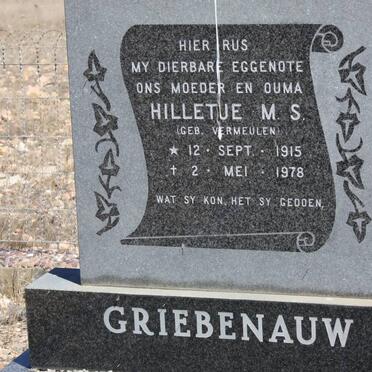 HIER RUS
MY DIERBARE EGGENOTE
ONS MOEDER EN OUMA
HILLETJE M. S.
(GEB. VERMEULEN)
★ 12 · SEPT. · 1915
† 2 · MEI · 1978
WAT SY KON, HET SY GEDOEN.
GRIEBENAUW